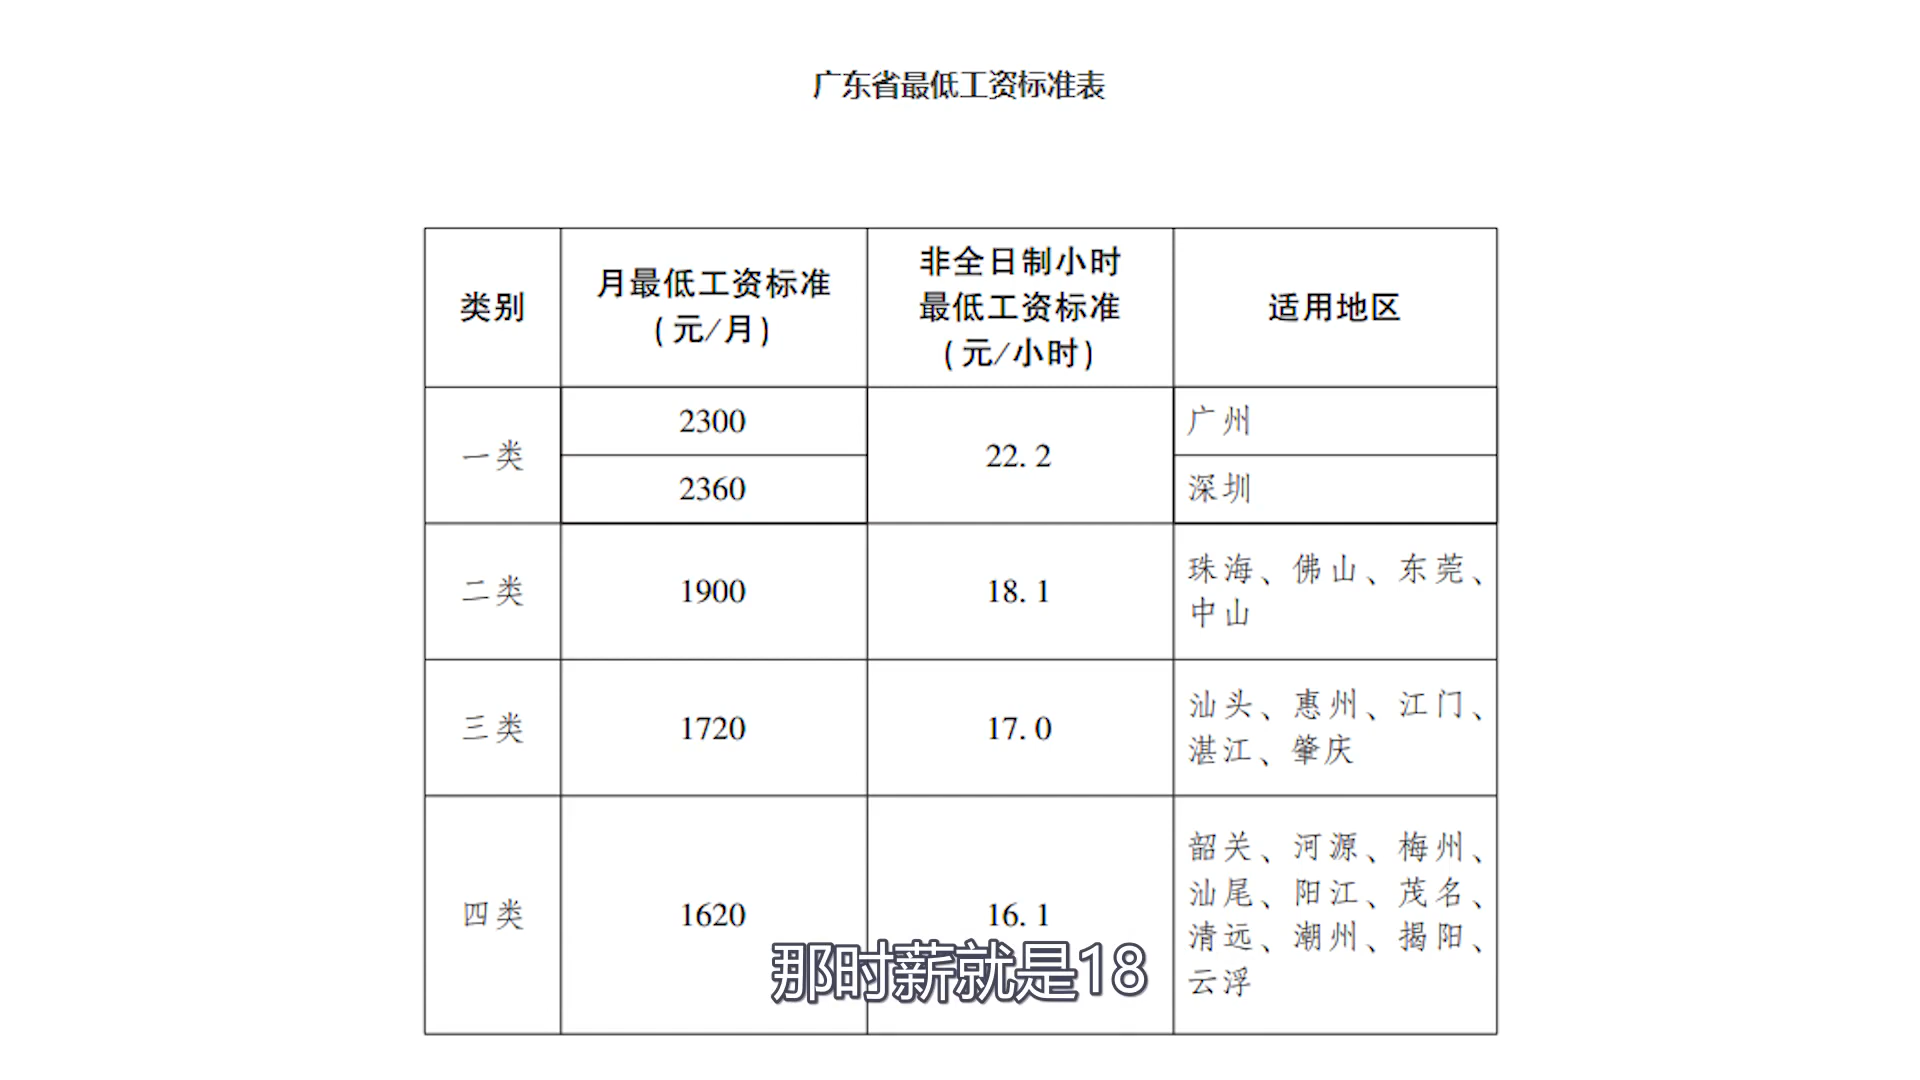 广东省最低工资标准表
类别
月最低工资标准
(元/月)
非全日制小时
最低工资标准
(元/小时)
适用地区
一类
2300
22.2
广州
2360
深圳
二类
1900
18.1
珠海、佛山、东莞、
中山
三类
1720
17.0
汕头、惠州、江门、
湛江、肇庆
四类
1620
16.1
韶关、河源、梅州、
汕尾、阳江、茂名、
清远、潮州、揭阳、
云浮
那时薪就是18